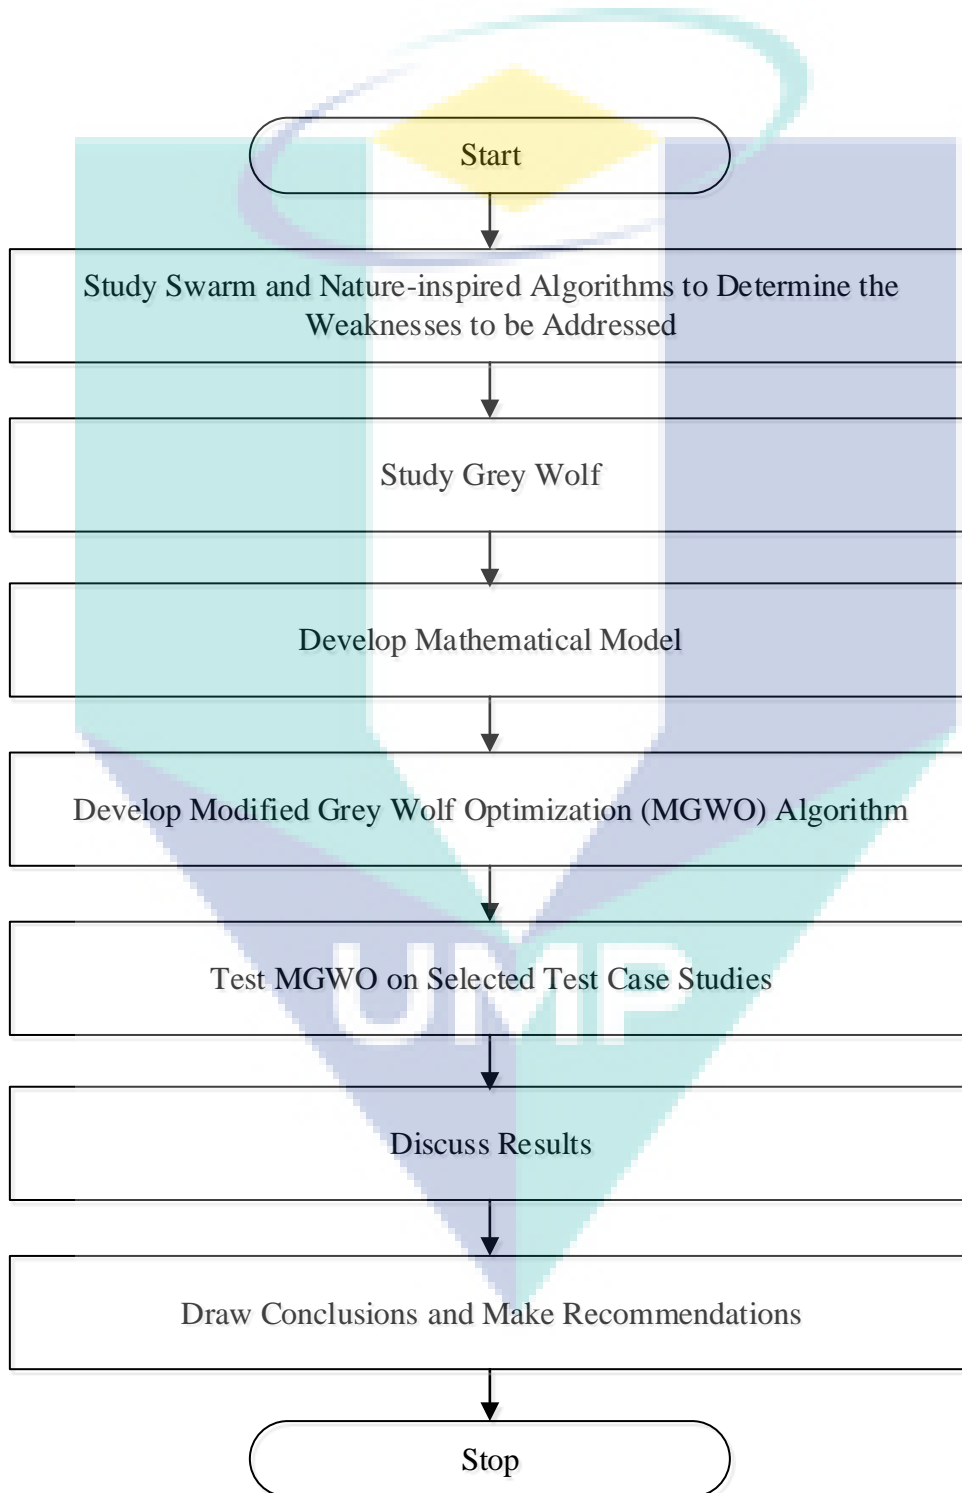 Start
Study Swarm and Nature-inspired Algorithms to Determine the
Weaknesses to be Addressed
Study Grey Wolf
Develop Mathematical Model
Develop Modified Grey Wolf Optimization (MGWO) Algorithm
Test MGWO on Selected Test Case Studies
UMP
Discuss Results
Draw Conclusions and Make Recommendations
Stop